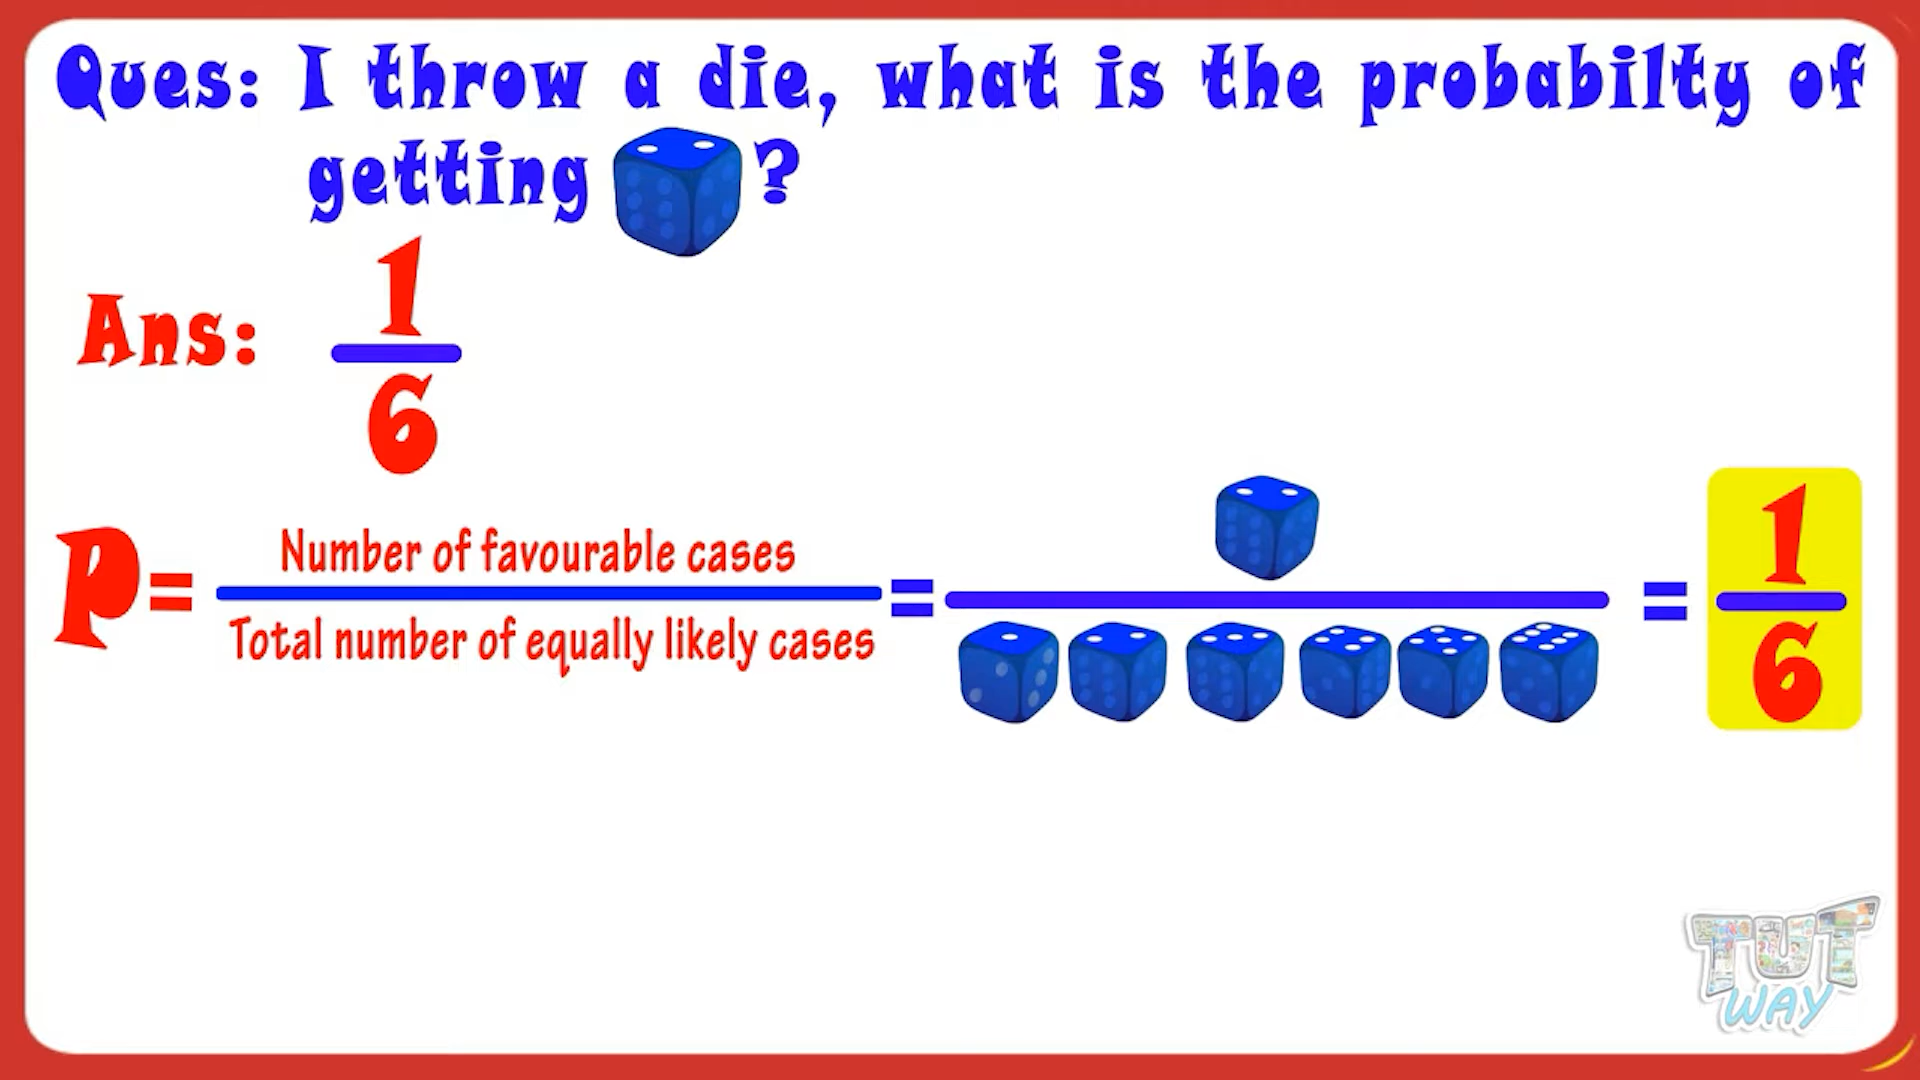 Ques: I throw a die, what is the probabilty of
getting ?
Ans: 1
6
P = Number of favourable cases = = 1
Total number of equally likely cases 6
TUT
WAY